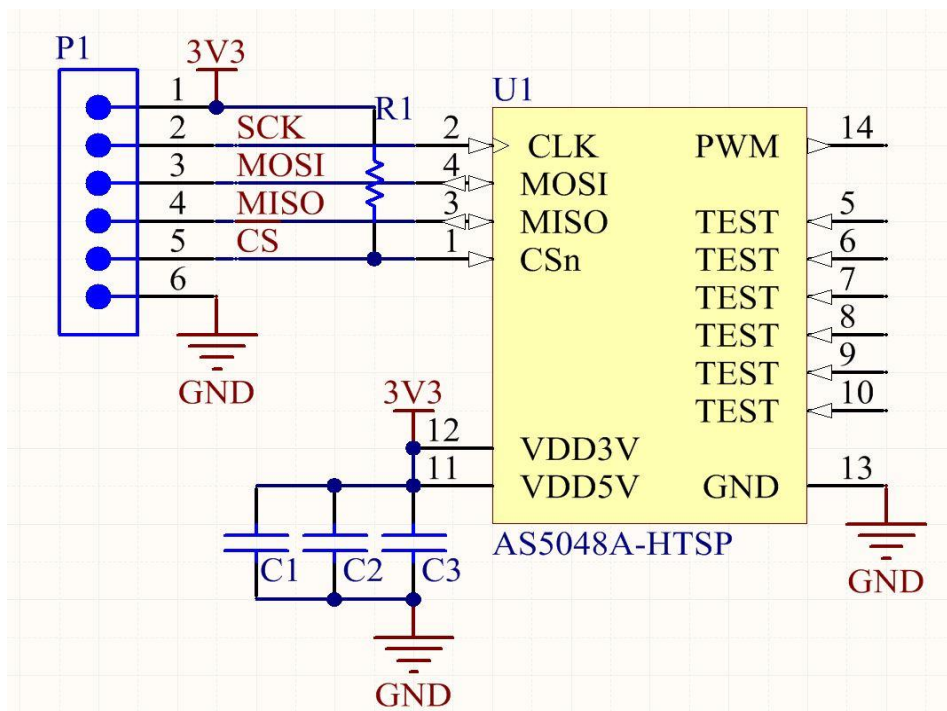 P1
3V3
1
2
3
4
5
6
SCK
MOSI
MISO
CS
GND
R1
U1
2 CLK
4 MOSI
3 MISO
1 CSn
PWM 14
TEST 5
TEST 6
TEST 7
TEST 8
TEST 9
TEST 10
3V3
12 VDD3V
11 VDD5V
GND 13
AS5048A-HTSP
C1 C2 C3
GND
GND